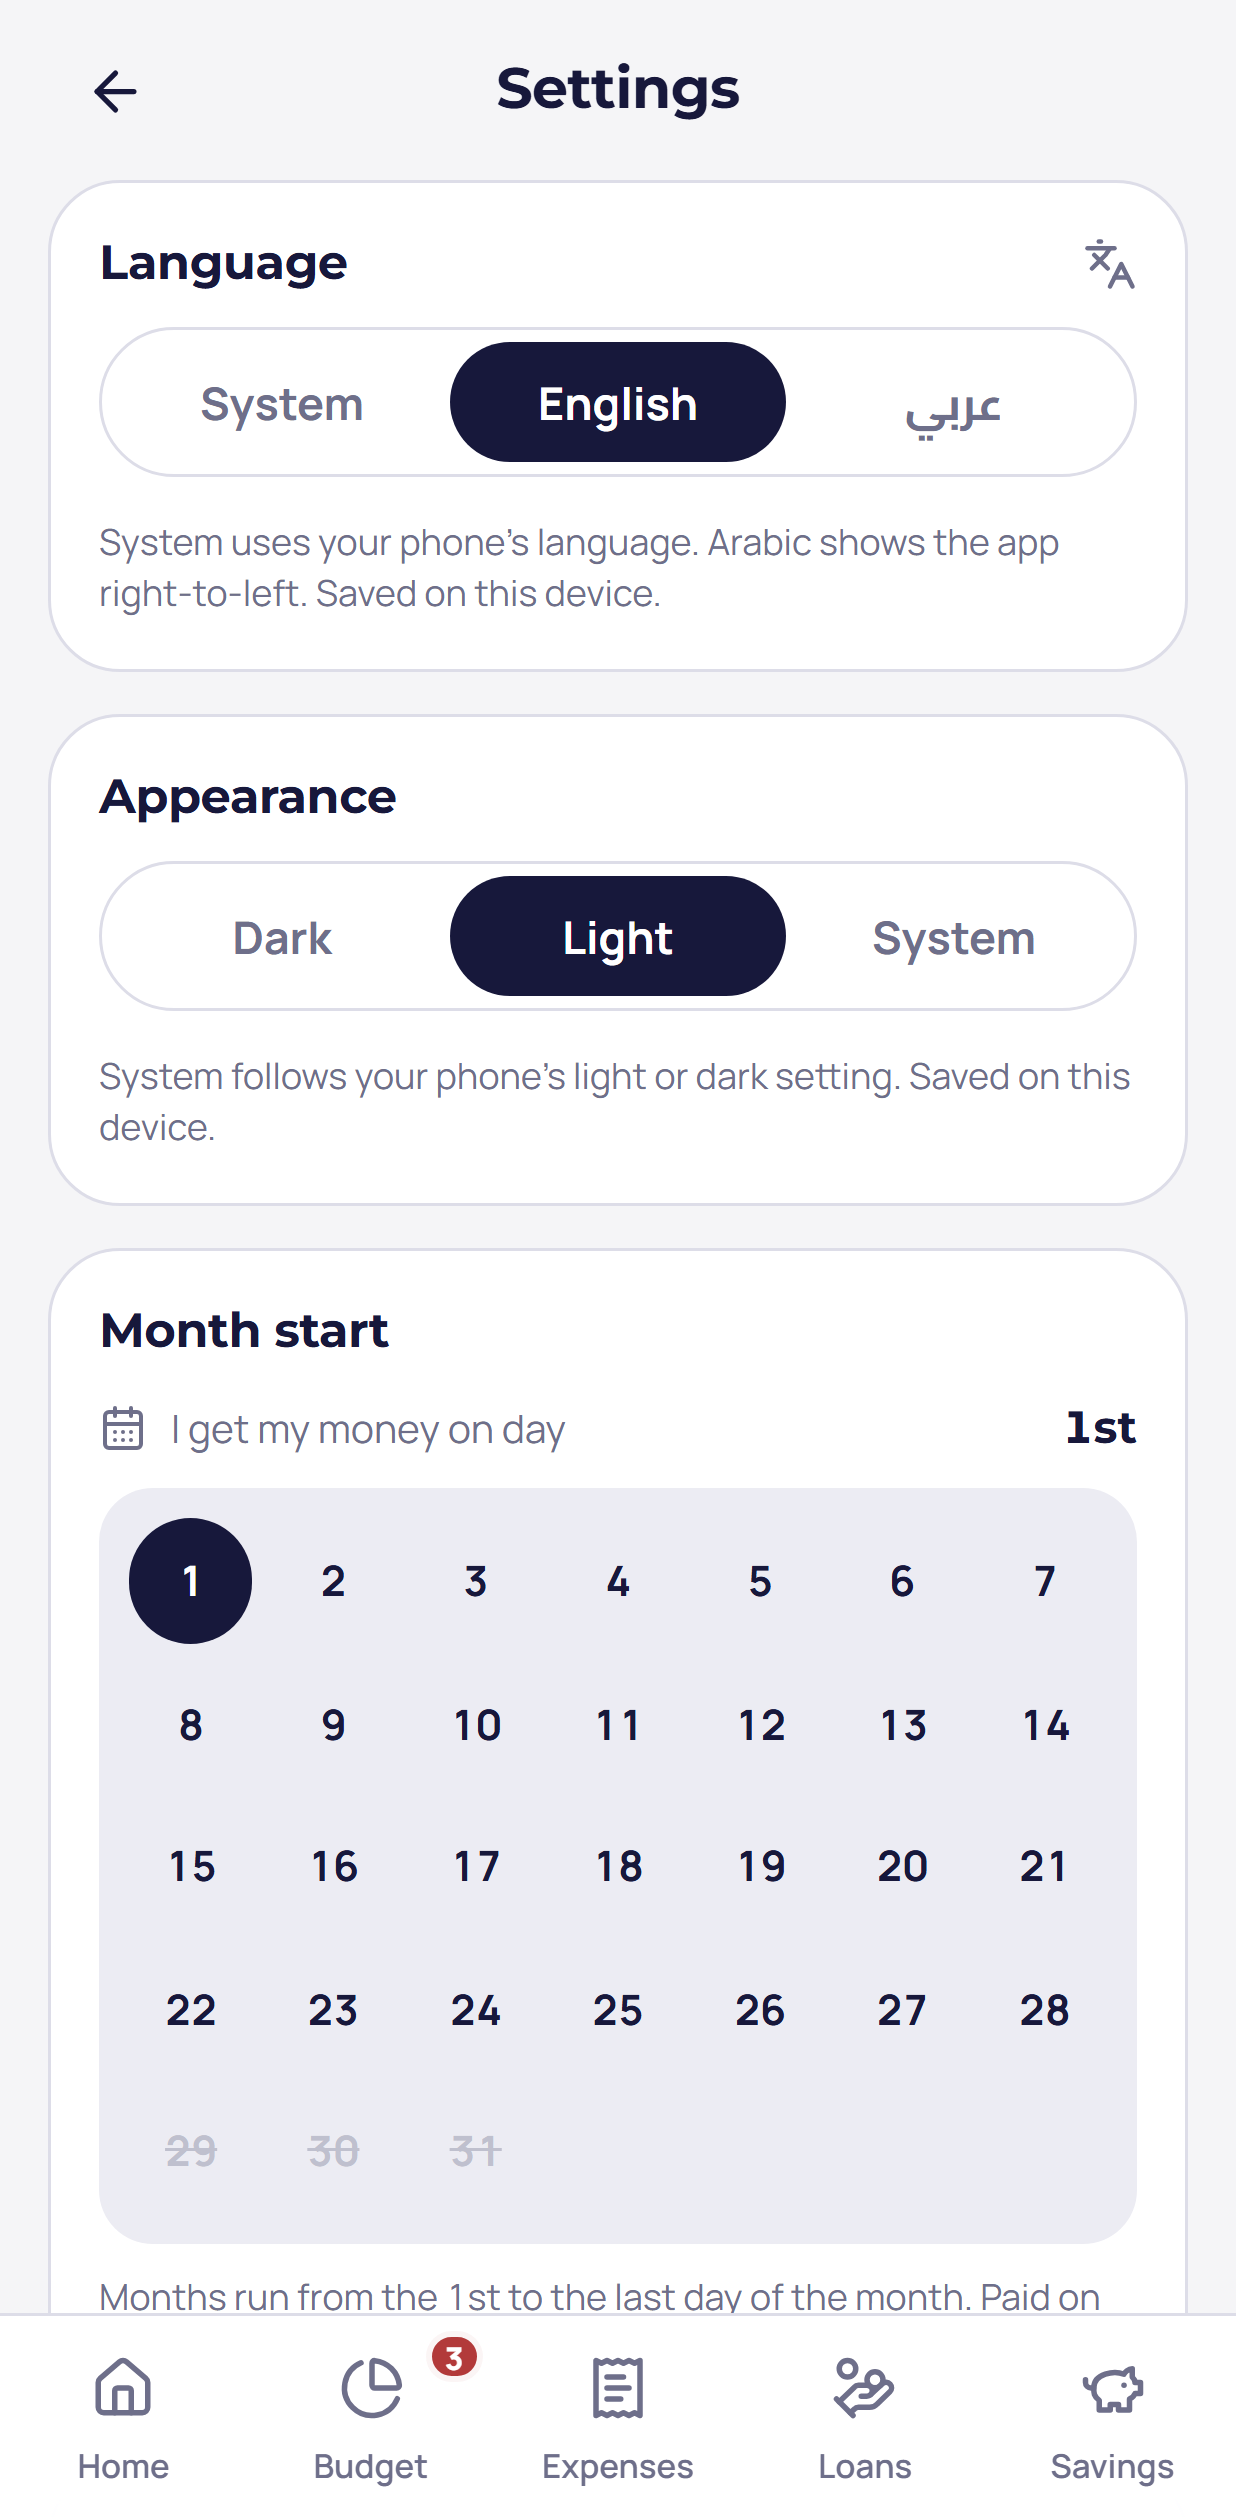 Settings
Language
System English عربي
System uses your phone's language. Arabic shows the app
right-to-left. Saved on this device.
Appearance
Dark Light System
System follows your phone's light or dark setting. Saved on this
device.
Month start
I get my money on day 1st
1 2 3 4 5 6 7
8 9 10 11 12 13 14
15 16 17 18 19 20 21
22 23 24 25 26 27 28
29 30 31
Months run from the 1st to the last day of the month. Paid on
3
Home Budget Expenses Loans Savings